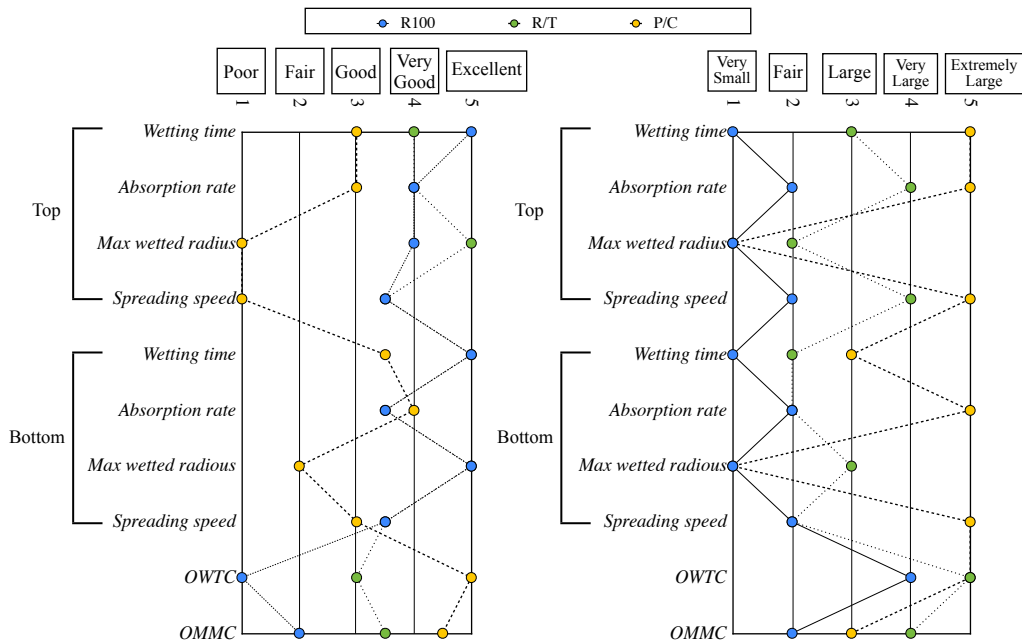 R100 R/T P/C
Poor Fair Good Very Good Excellent
1 2 3 4 5
Very Small Fair Large Very Large Extremely Large
1 2 3 4 5
Top
Wetting time
Absorption rate
Max wetted radius
Spreading speed
Bottom
Wetting time
Absorption rate
Max wetted radious
Spreading speed
OWTC
OMMC
Top
Wetting time
Absorption rate
Max wetted radius
Spreading speed
Bottom
Wetting time
Absorption rate
Max wetted radious
Spreading speed
OWTC
OMMC